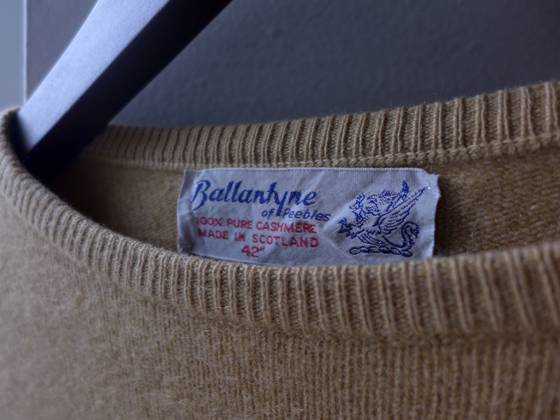 Ballantyne
of Peebles
100% PURE CASHMERE
MADE IN SCOTLAND
42"